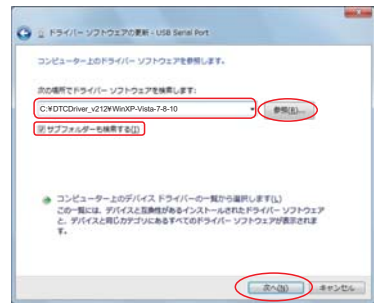 ドライバー ソフトウェアの更新 - USB Serial Port
コンピューター上のドライバー ソフトウェアを参照します。
次の場所でドライバー ソフトウェアを検索します:
C:¥DTCDriver_v212¥WinXP-Vista-7-8-10
参照(R)...
サブフォルダーも検索する(I)
コンピューター上のデバイス ドライバーの一覧から選択します(L)
この一覧には、デバイスと互換性があるインストールされたドライバー ソフトウェア
と、デバイスと同じカテゴリにあるすべてのドライバー ソフトウェアが表示されま
す。
次へ(N)
キャンセル